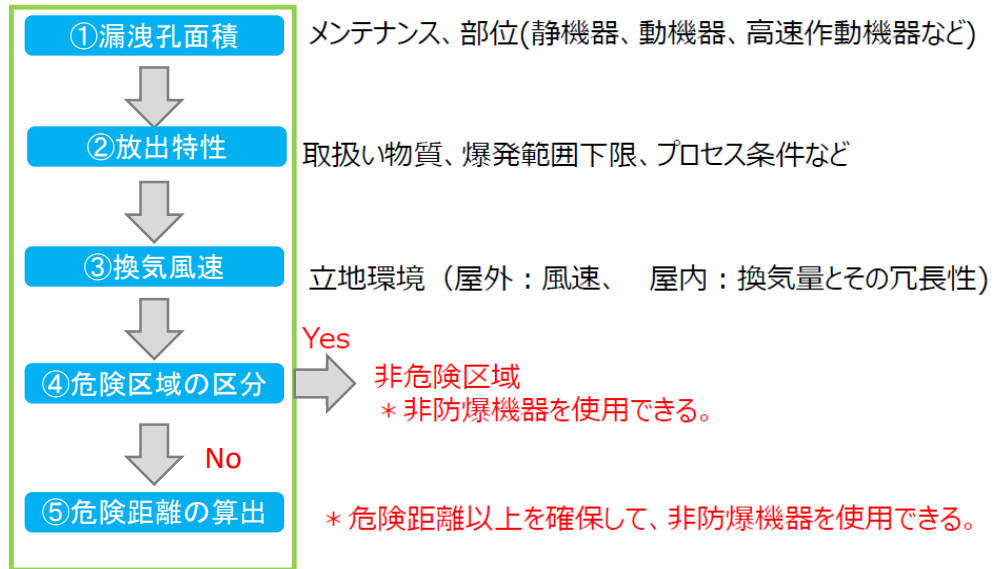 ①漏洩孔面積
メンテナンス、部位(静機器、動機器、高速作動機器など)
②放出特性
取扱い物質、爆発範囲下限、プロセス条件など
③換気風速
立地環境（屋外：風速、　屋内：換気量とその冗長性)
Yes
④危険区域の区分
非危険区域
＊非防爆機器を使用できる。
No
⑤危険距離の算出
＊危険距離以上を確保して、非防爆機器を使用できる。